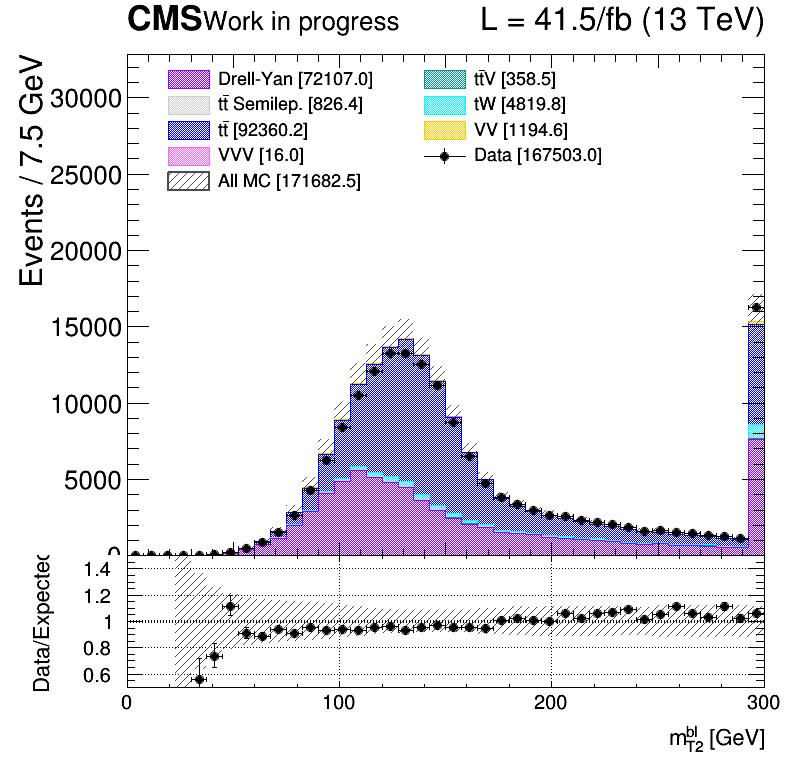 CMS Work in progress L = 41.5/fb (13 TeV)
Events / 7.5 GeV
Drell-Yan [72107.0]
tt̄ Semilep. [826.4]
tt̄ [92360.2]
VVV [16.0]
All MC [171682.5]
tt̄V [358.5]
tW [4819.8]
VV [1194.6]
Data [167503.0]
30000
25000
20000
15000
10000
5000
0
Data/Expected
1.4
1.2
1
0.8
0.6
0 100 200 300
m_{T2}^{bl} [GeV]